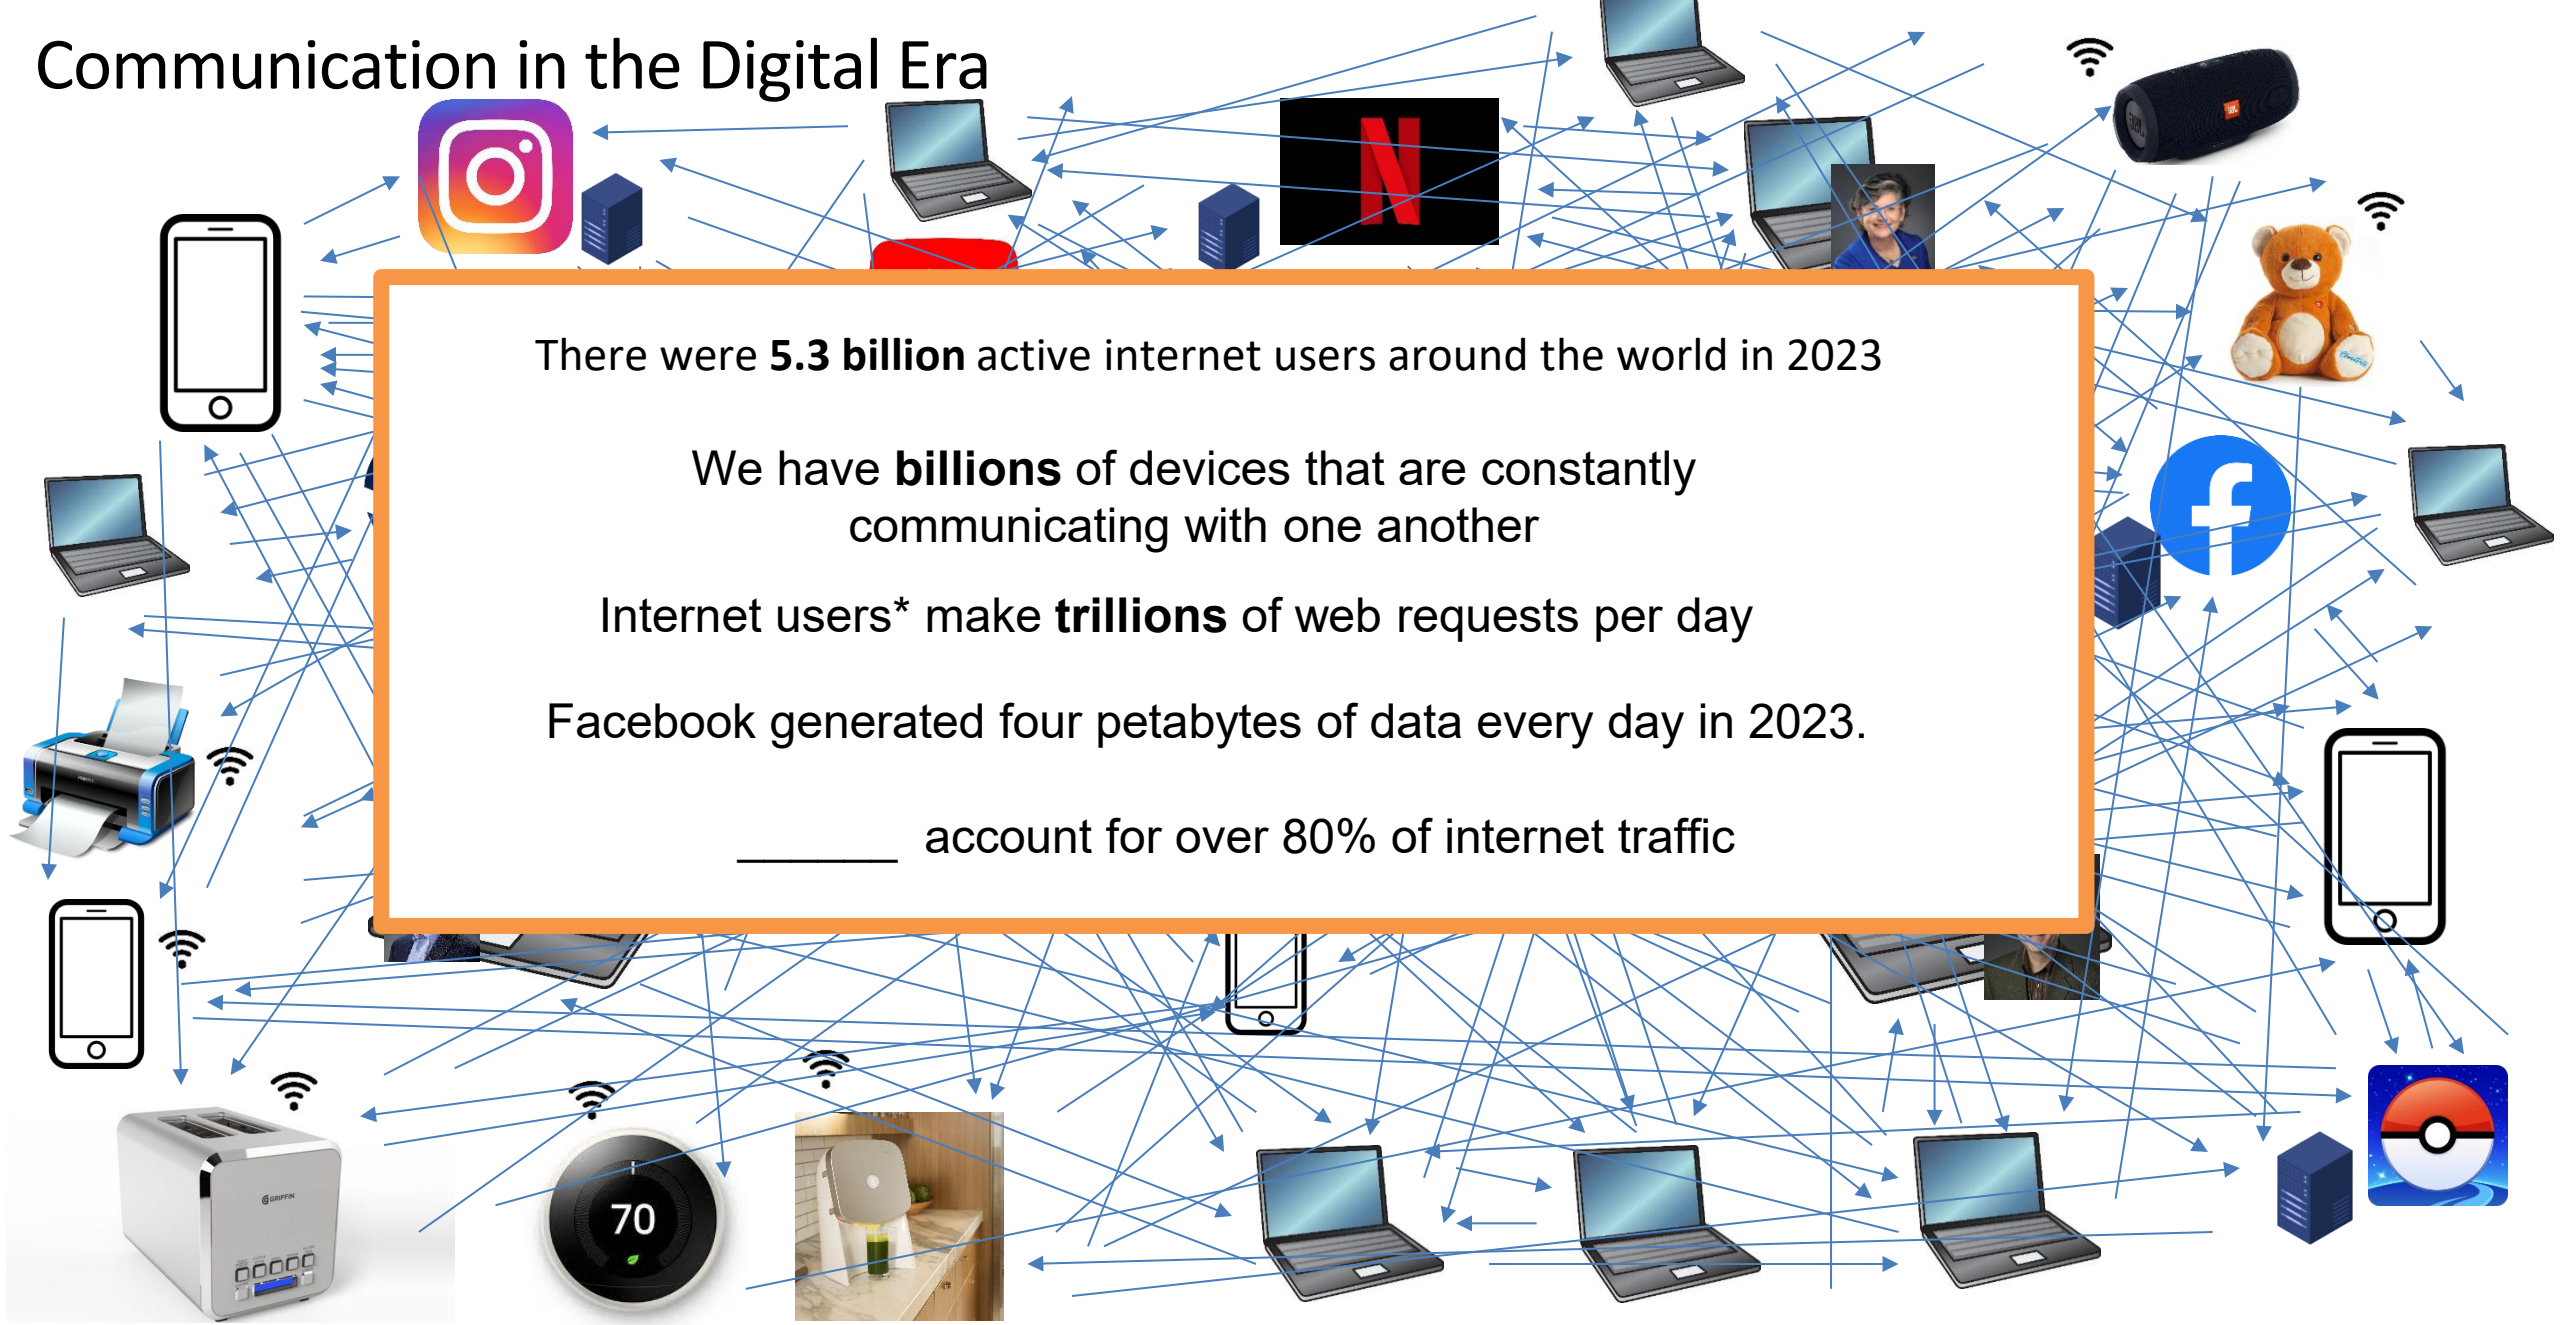 Communication in the Digital Era
JBL
There were 5.3 billion active internet users around the world in 2023
We have billions of devices that are constantly
communicating with one another
Internet users* make trillions of web requests per day
Facebook generated four petabytes of data every day in 2023.
______ account for over 80% of internet traffic
GRIFFIN
70